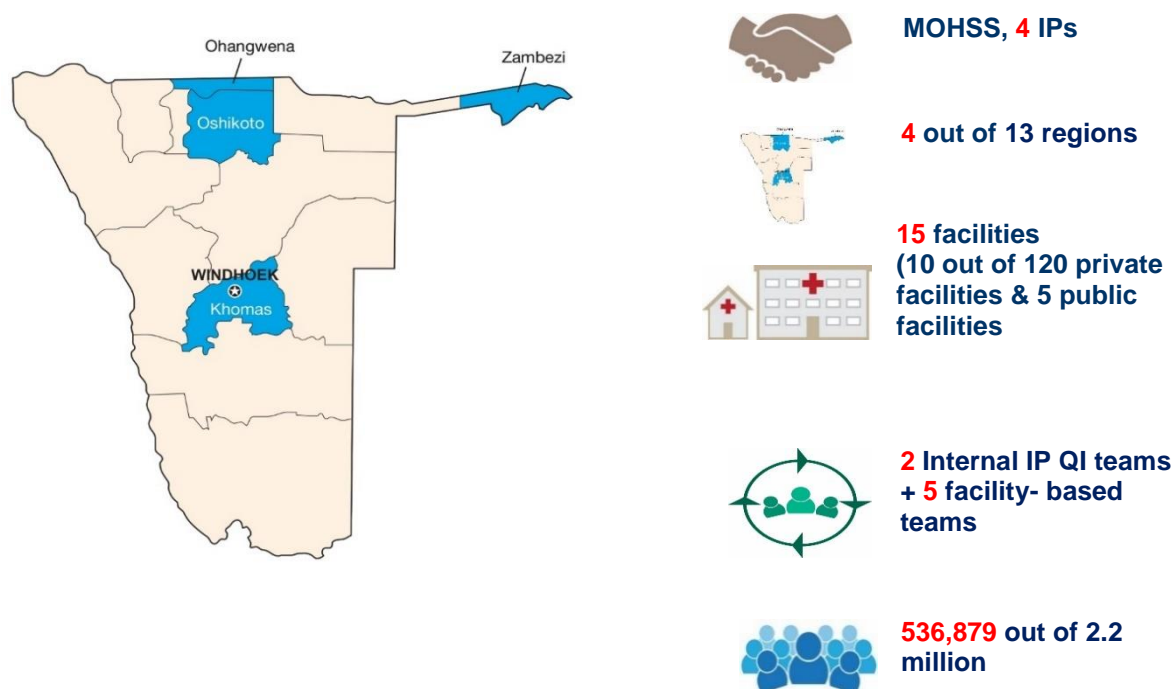 Ohangwena
Zambezi
Oshikoto
WINDHOEK
Khomas
MOHSS, 4 IPs
4 out of 13 regions
15 facilities
(10 out of 120 private
facilities & 5 public
facilities
2 Internal IP QI teams
+ 5 facility- based
teams
536,879 out of 2.2
million